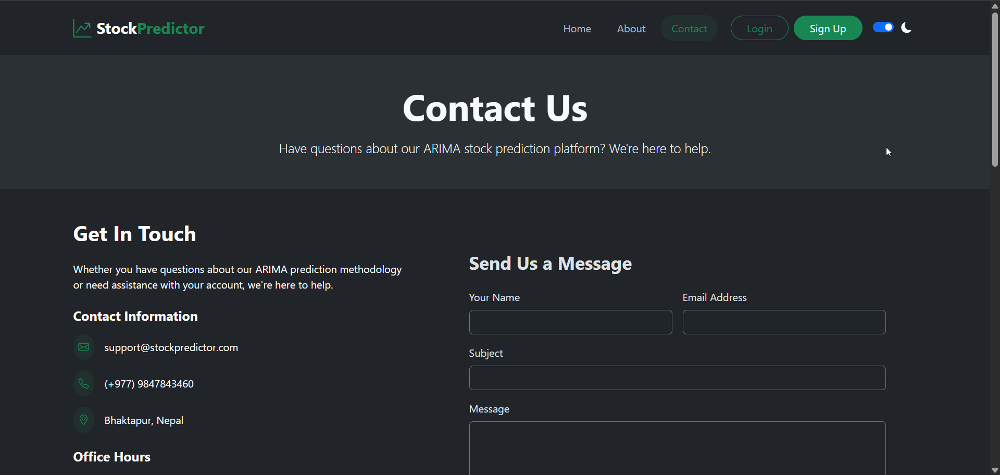 StockPredictor
Home About Contact Login Sign Up
Contact Us
Have questions about our ARIMA stock prediction platform? We're here to help.
Get In Touch
Whether you have questions about our ARIMA prediction methodology
or need assistance with your account, we're here to help.
Contact Information
support@stockpredictor.com
(+977) 9847843460
Bhaktapur, Nepal
Office Hours
Send Us a Message
Your Name Email Address
Subject
Message